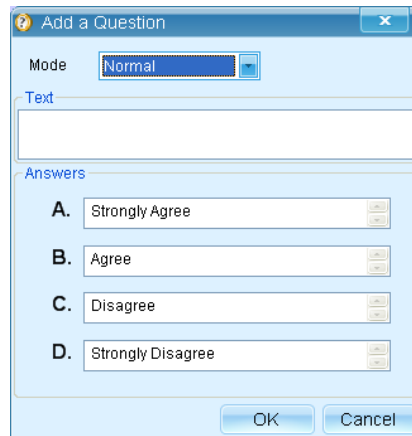 Add a Question
Mode Normal
Text
Answers
A. Strongly Agree
B. Agree
C. Disagree
D. Strongly Disagree
OK Cancel